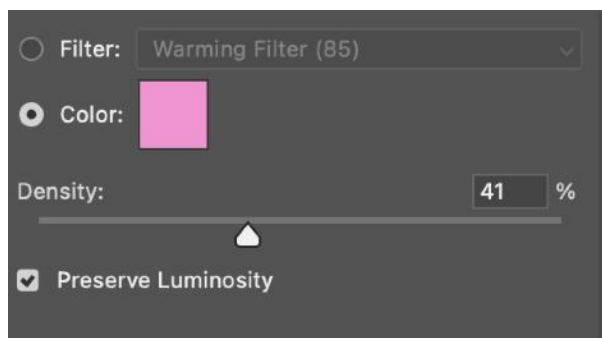 Filter: Warming Filter (85)
Color:
Density: 41 %
Preserve Luminosity